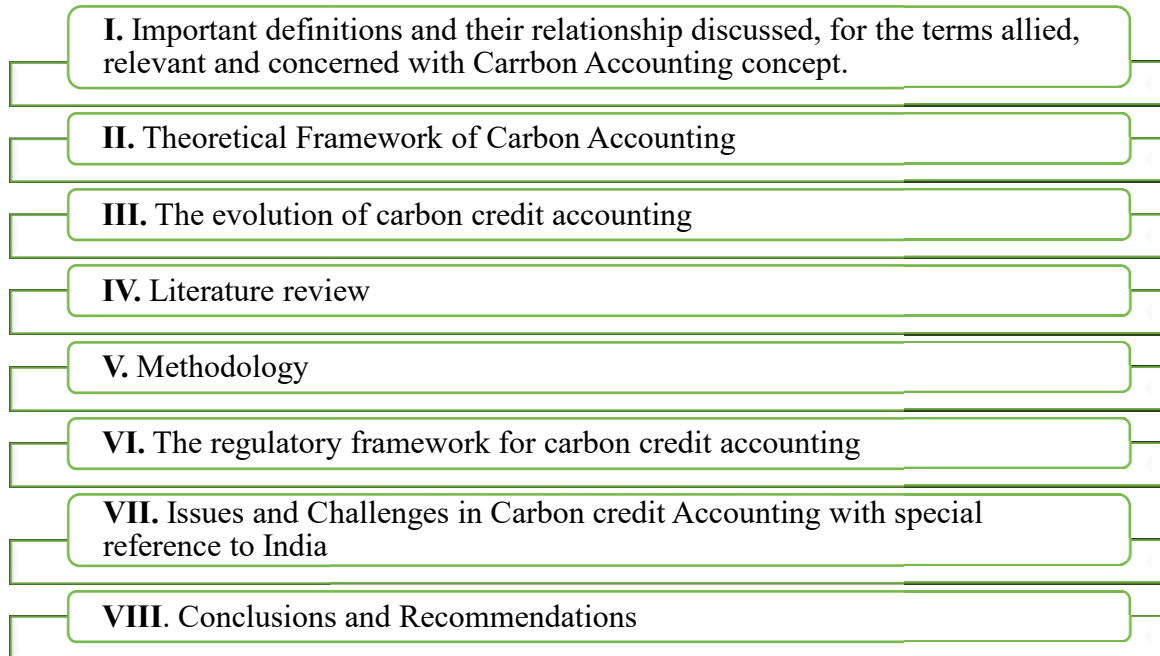 I. Important definitions and their relationship discussed, for the terms allied,
relevant and concerned with Carrbon Accounting concept.
II. Theoretical Framework of Carbon Accounting
III. The evolution of carbon credit accounting
IV. Literature review
V. Methodology
VI. The regulatory framework for carbon credit accounting
VII. Issues and Challenges in Carbon credit Accounting with special
reference to India
VIII. Conclusions and Recommendations